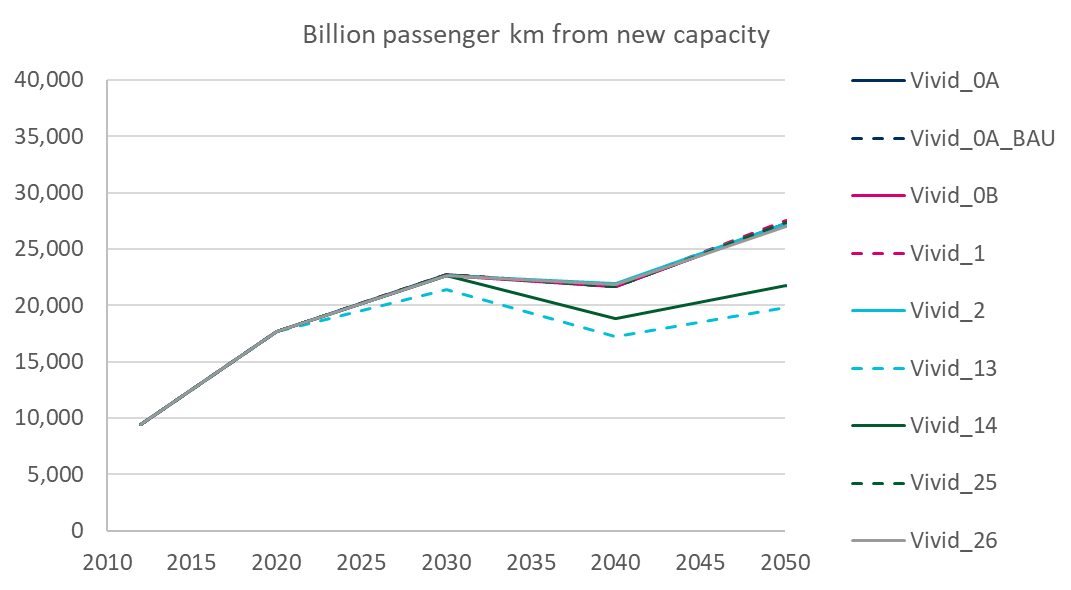 Billion passenger km from new capacity
40,000
35,000
30,000
25,000
20,000
15,000
10,000
5,000
0
2010 2015 2020 2025 2030 2035 2040 2045 2050
Vivid_0A
Vivid_0A_BAU
Vivid_0B
Vivid_1
Vivid_2
Vivid_13
Vivid_14
Vivid_25
Vivid_26